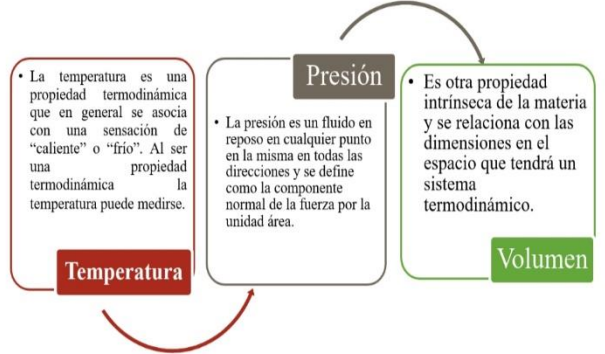 • La temperatura es una
propiedad termodinámica
que en general se asocia
con una sensación de
“caliente” o “frío”. Al ser
una propiedad
termodinámica la
temperatura puede medirse.
Temperatura
Presión
• La presión es un fluido en
reposo en cualquier punto
en la misma en todas las
direcciones y se define
como la componente
normal de la fuerza por la
unidad área.
• Es otra propiedad
intrínseca de la materia
y se relaciona con las
dimensiones en el
espacio que tendrá un
sistema
termodinámico.
Volumen